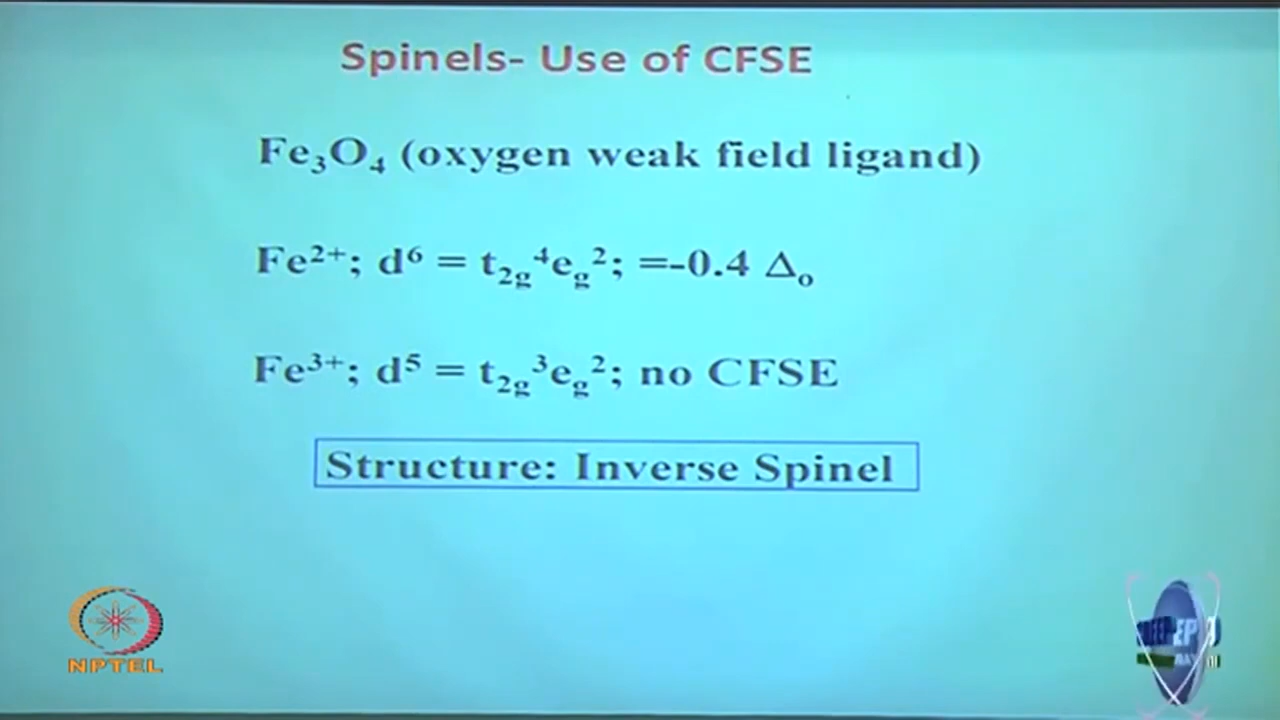 Spinels- Use of CFSE
Fe₃O₄ (oxygen weak field ligand)
Fe²⁺; d⁶ = t₂g⁴eg²; =-0.4 Δₒ
Fe³⁺; d⁵ = t₂g³eg²; no CFSE
Structure: Inverse Spinel
NPTEL